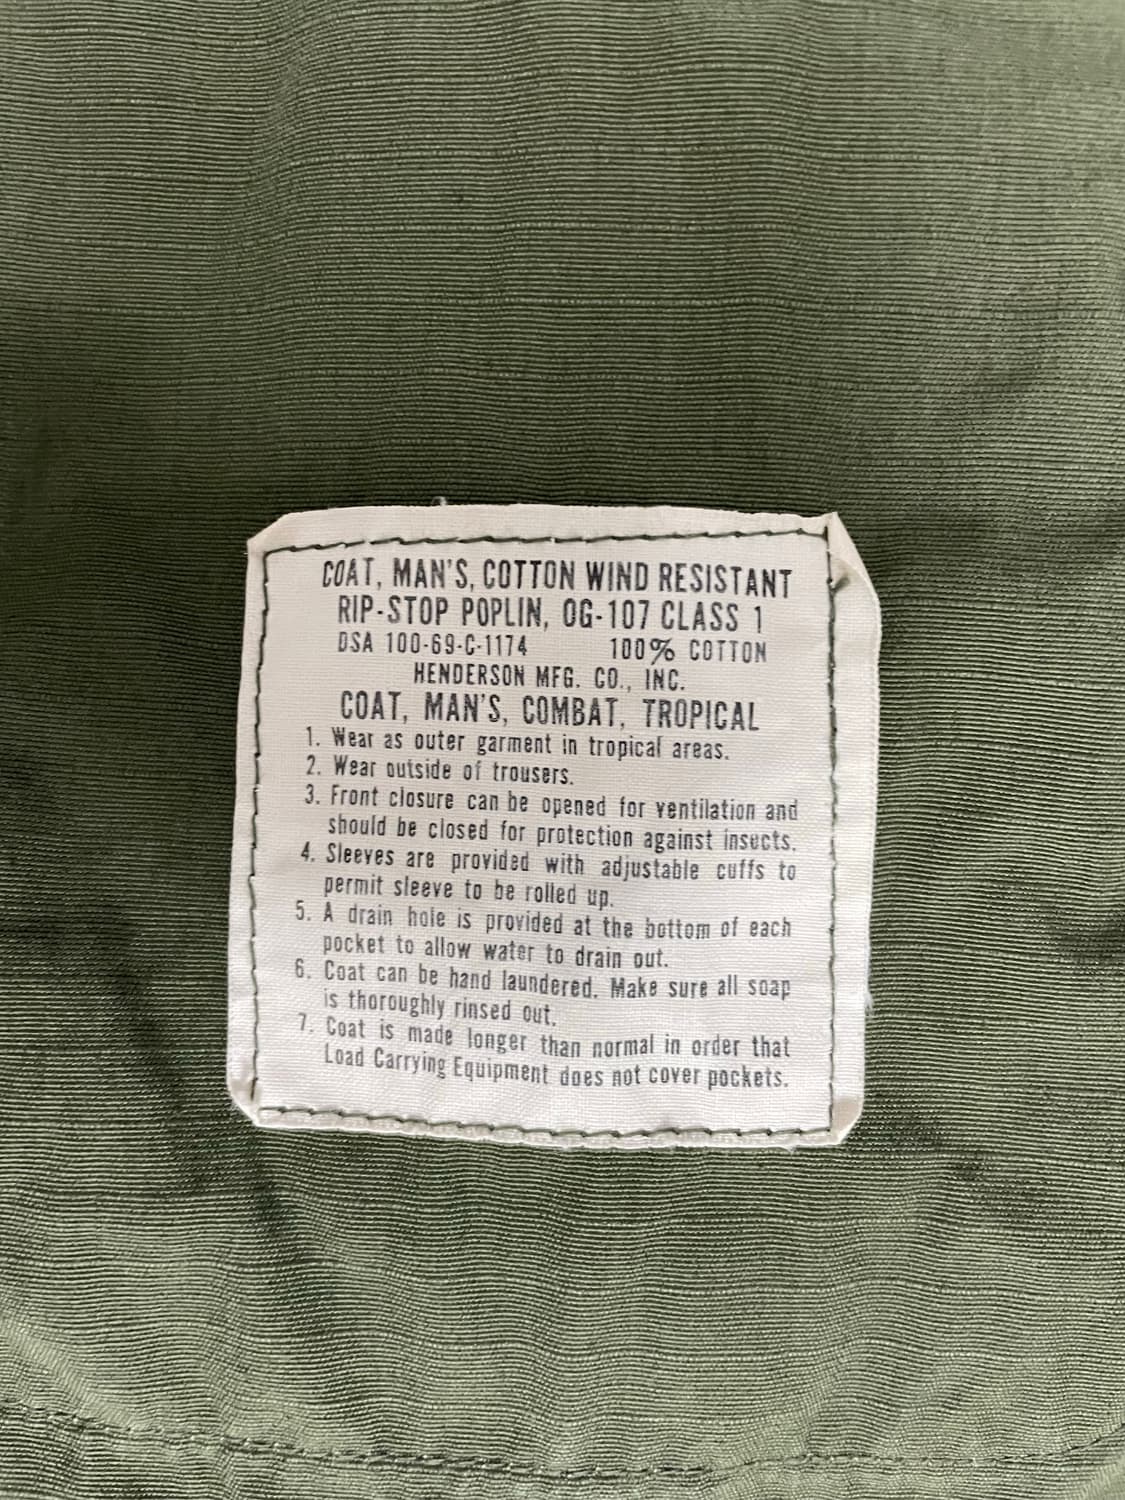 COAT, MAN'S, COTTON WIND RESISTANT
RIP-STOP POPLIN, OG-107 CLASS 1
DSA 100-69-C-1174 100% COTTON
HENDERSON MFG. CO., INC.
COAT, MAN'S, COMBAT, TROPICAL
1. Wear as outer garment in tropical areas.
2. Wear outside of trousers.
3. Front closure can be opened for ventilation and
should be closed for protection against insects.
4. Sleeves are provided with adjustable cuffs to
permit sleeve to be rolled up.
5. A drain hole is provided at the bottom of each
pocket to allow water to drain out.
6. Coat can be hand laundered. Make sure all soap
is thoroughly rinsed out.
7. Coat is made longer than normal in order that
Load Carrying Equipment does not cover pockets.